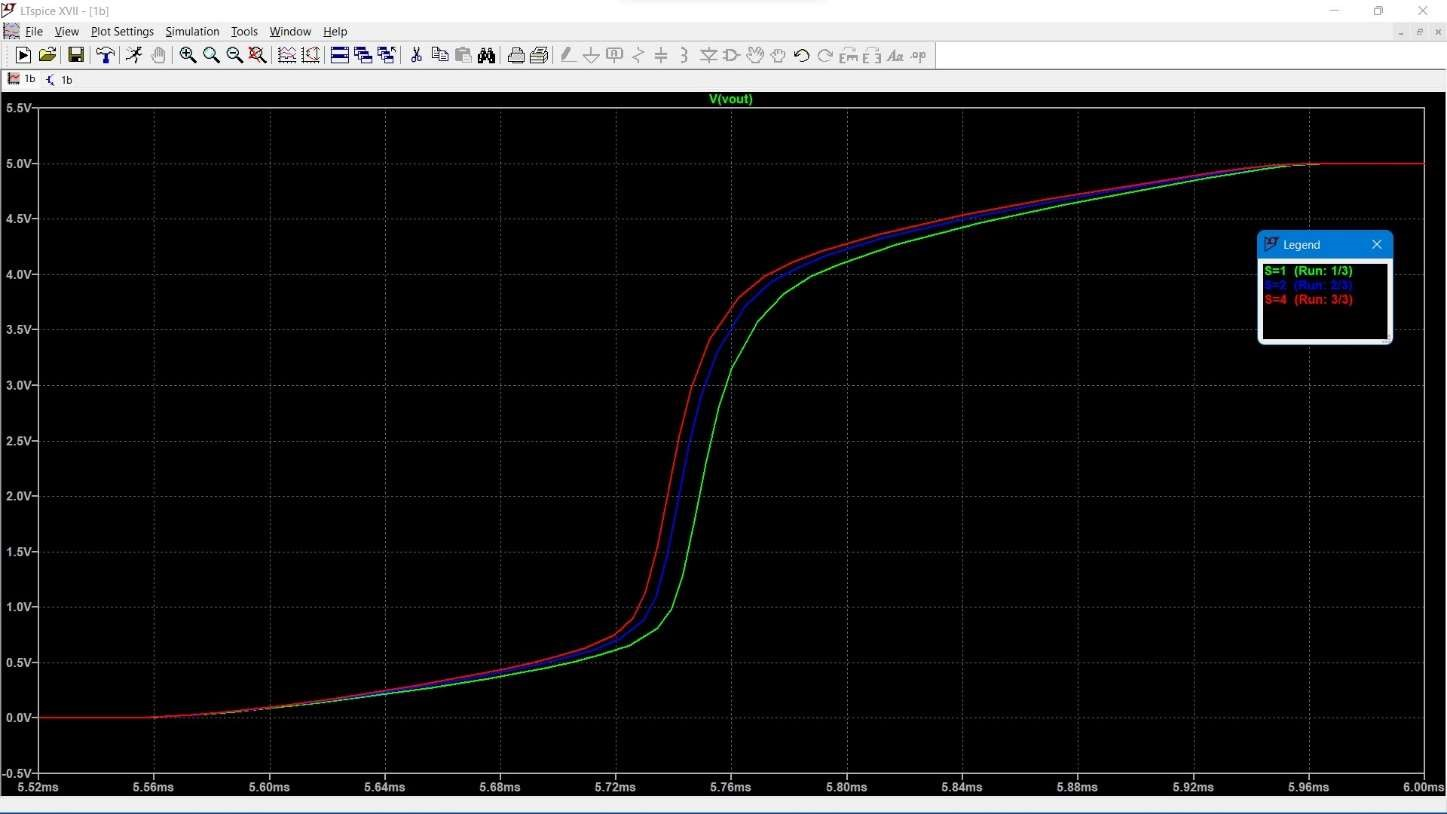 LTspice XVII - [1b]
File View Plot Settings Simulation Tools Window Help
Aa .op
1b 1b
V(vout)
5.5V
5.0V
4.5V
4.0V
3.5V
3.0V
2.5V
2.0V
1.5V
1.0V
0.5V
0.0V
-0.5V
5.52ms 5.56ms 5.60ms 5.64ms 5.68ms 5.72ms 5.76ms 5.80ms 5.84ms 5.88ms 5.92ms 5.96ms 6.00ms
Legend
S=1 (Run: 1/3)
S=2 (Run: 2/3)
S=4 (Run: 3/3)